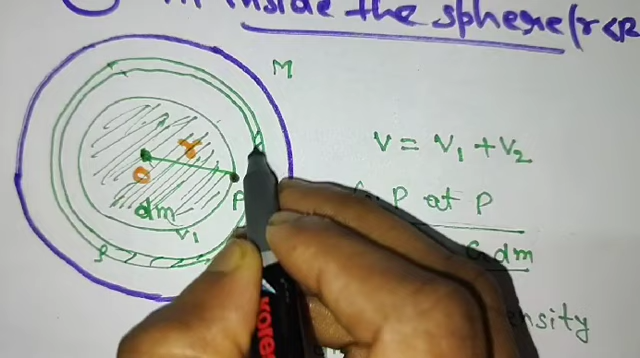 inside the sphere (r<R
M
V = V₁ + V₂
r
O
P
P at P
dm
V₁
G dm
ensity